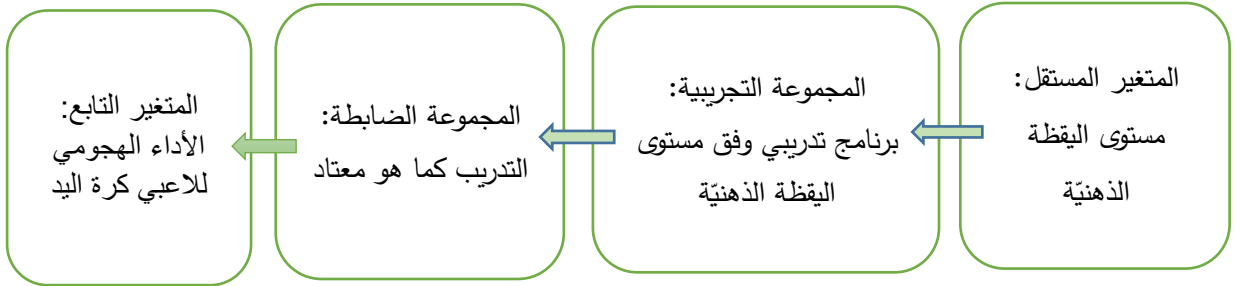 المتغير المستقل:
مستوى اليقظة
الذهنيّة
المجموعة التجريبية:
برنامج تدريبي وفق مستوى
اليقظة الذهنيّة
المجموعة الضابطة:
التدريب كما هو معتاد
المتغير التابع:
الأداء الهجومي
للاعبي كرة اليد